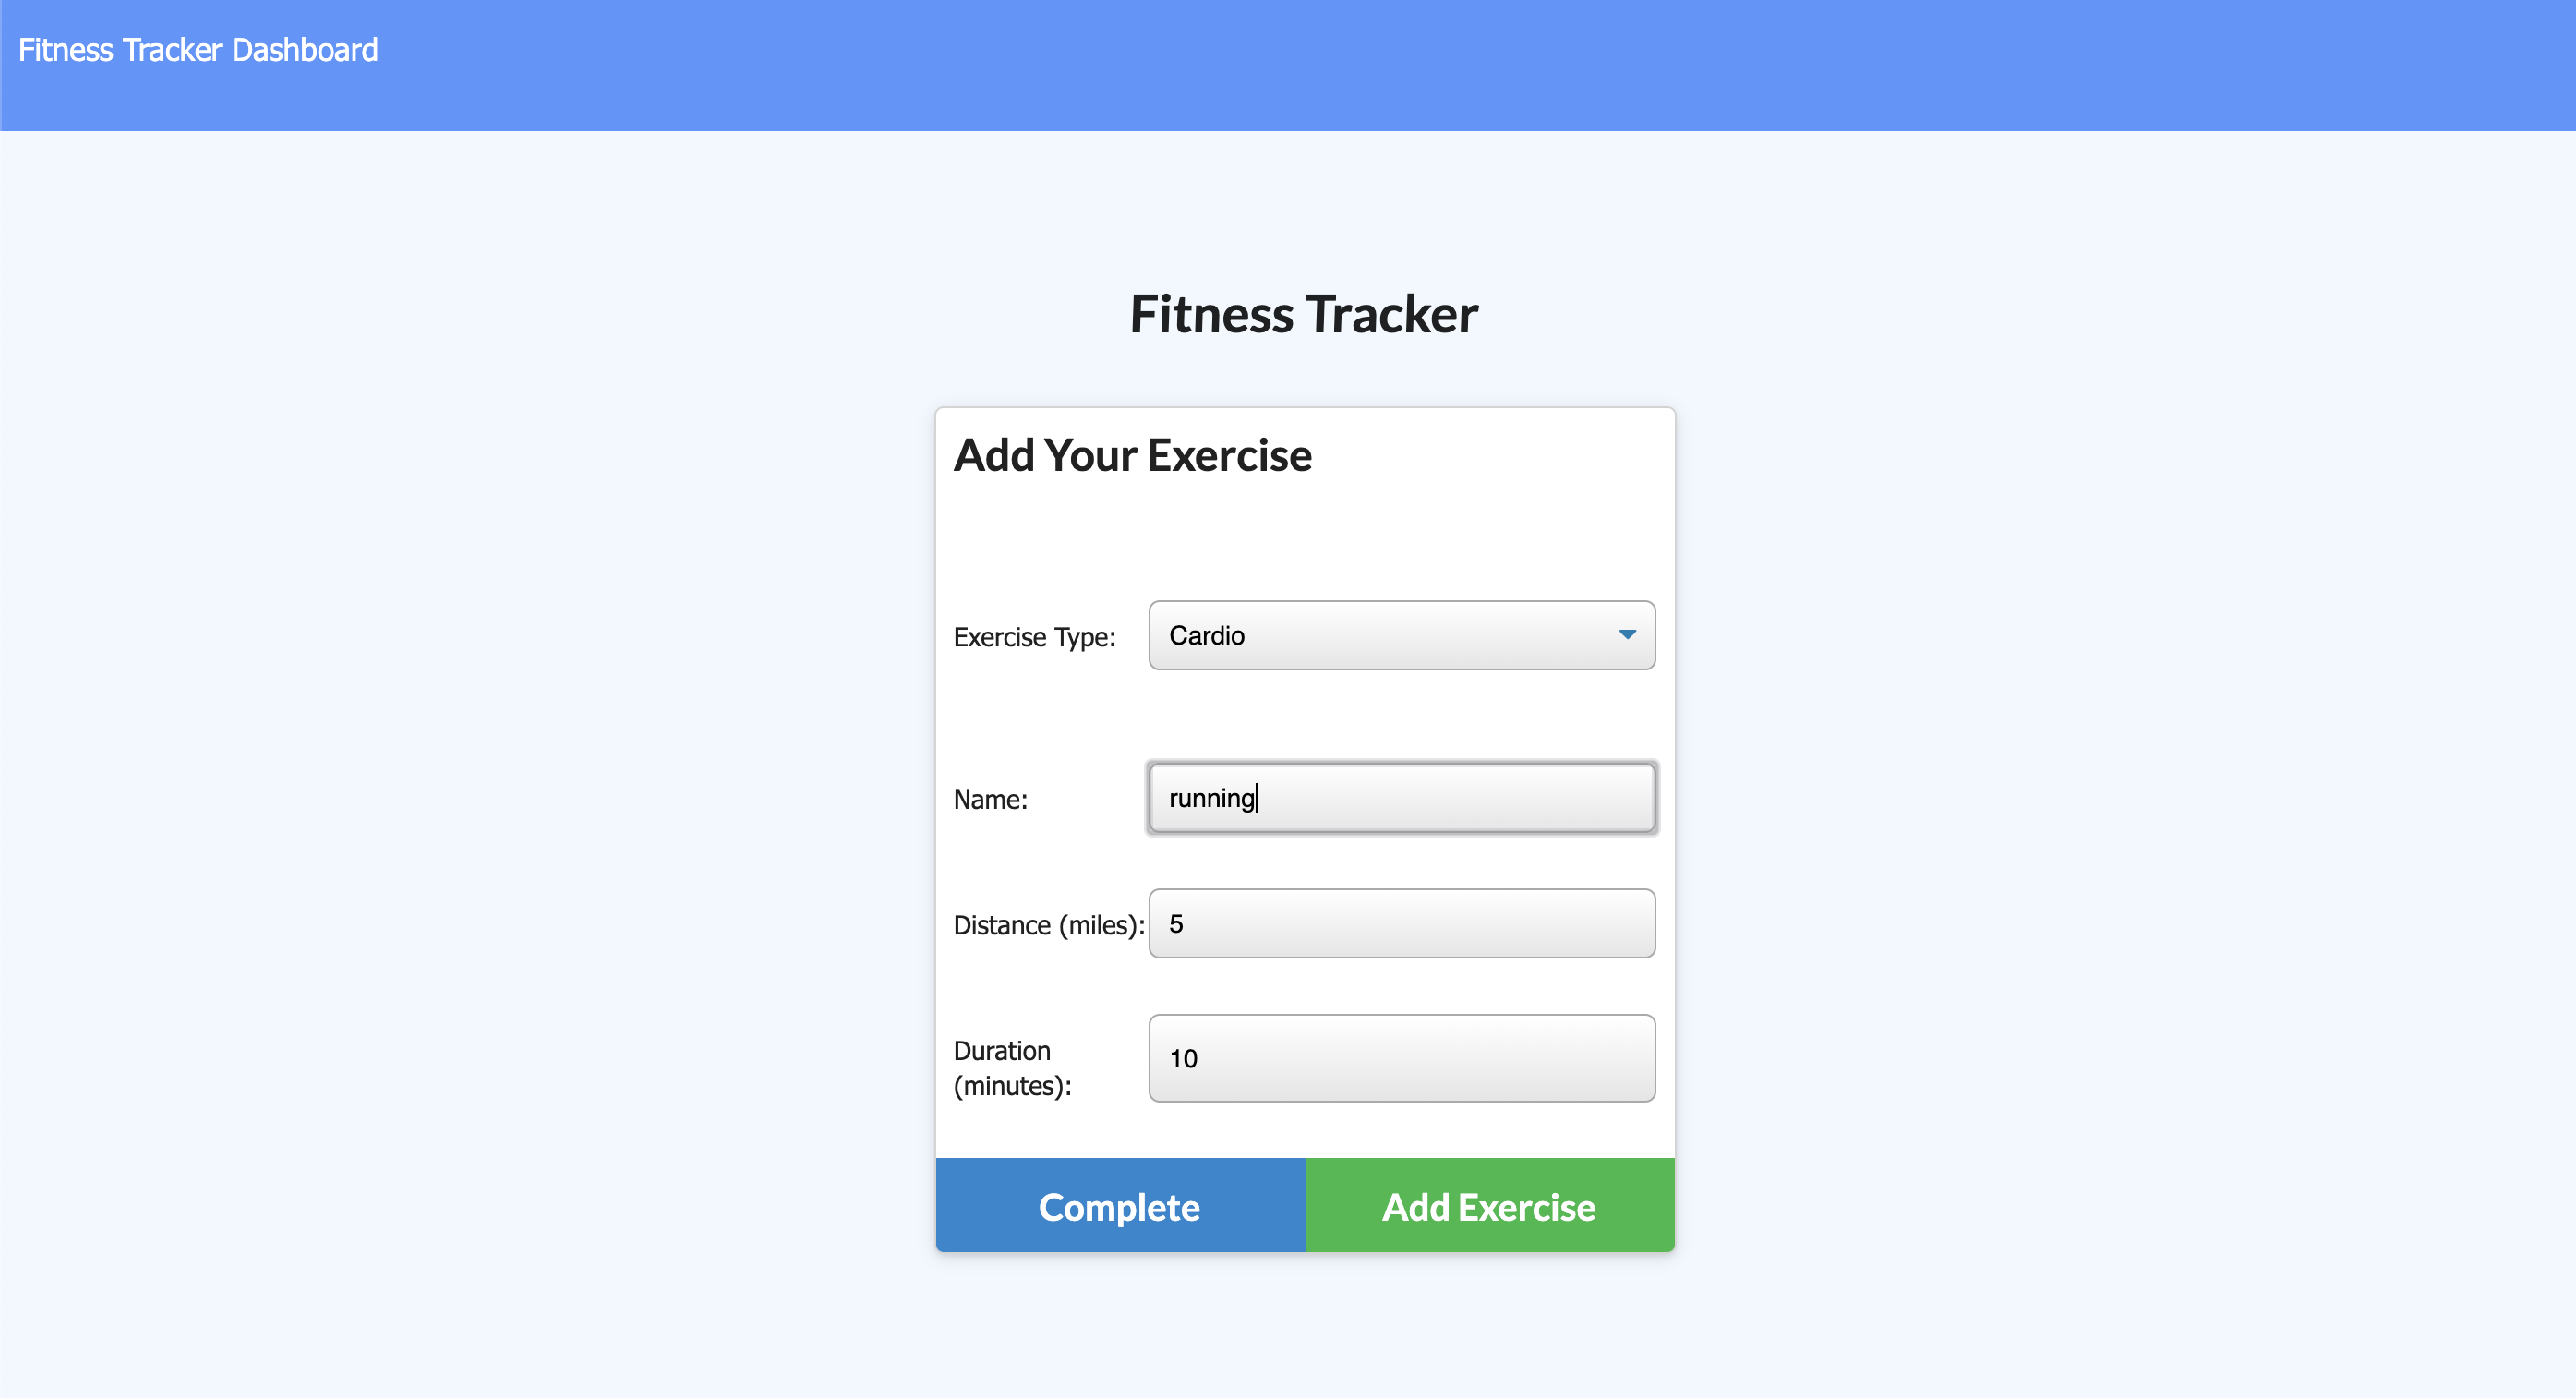 Fitness Tracker Dashboard
Fitness Tracker
Add Your Exercise
Exercise Type: Cardio
Name: running
Distance (miles): 5
Duration
(minutes): 10
Complete Add Exercise